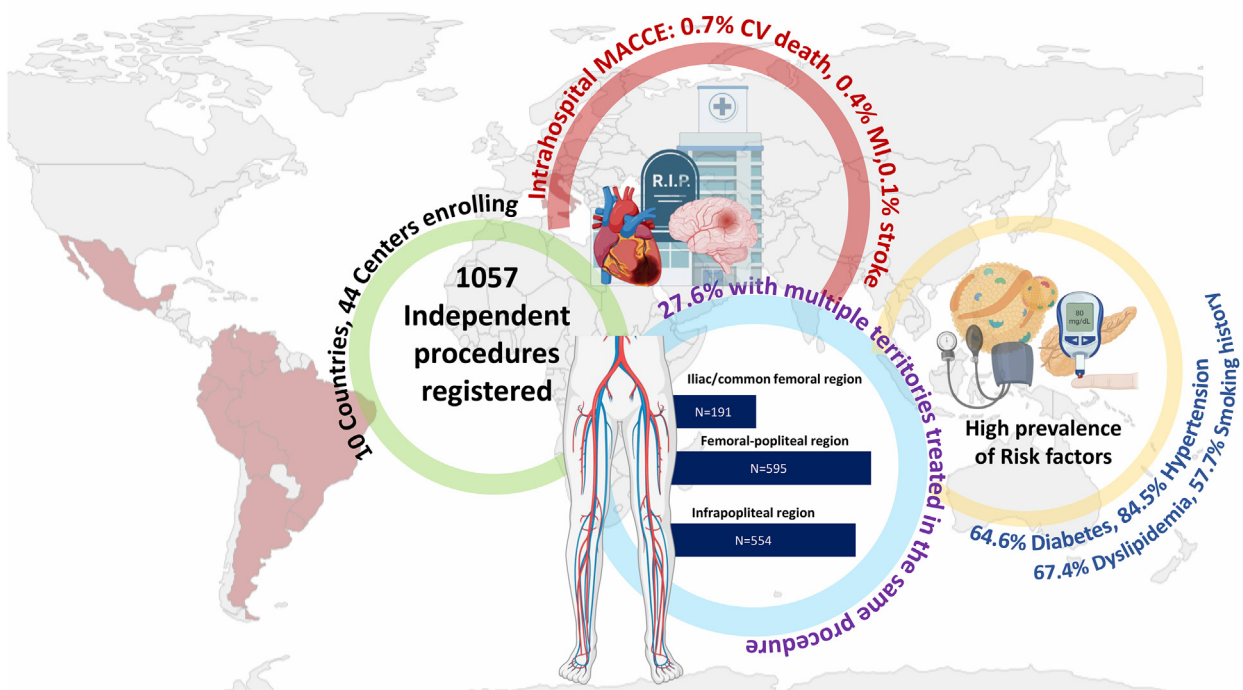 Intrahospital MACCE: 0.7% CV death, 0.4% MI,0.1% stroke
R.I.P.
10 Countries, 44 Centers enrolling
1057
Independent
procedures
registered
27.6% with multiple territories treated in the same procedure
Iliac/common femoral region
N=191
Femoral-popliteal region
N=595
Infrapopliteal region
N=554
80
mg/dL
High prevalence
of Risk factors
64.6% Diabetes, 84.5% Hypertension
67.4% Dyslipidemia, 57.7% Smoking history